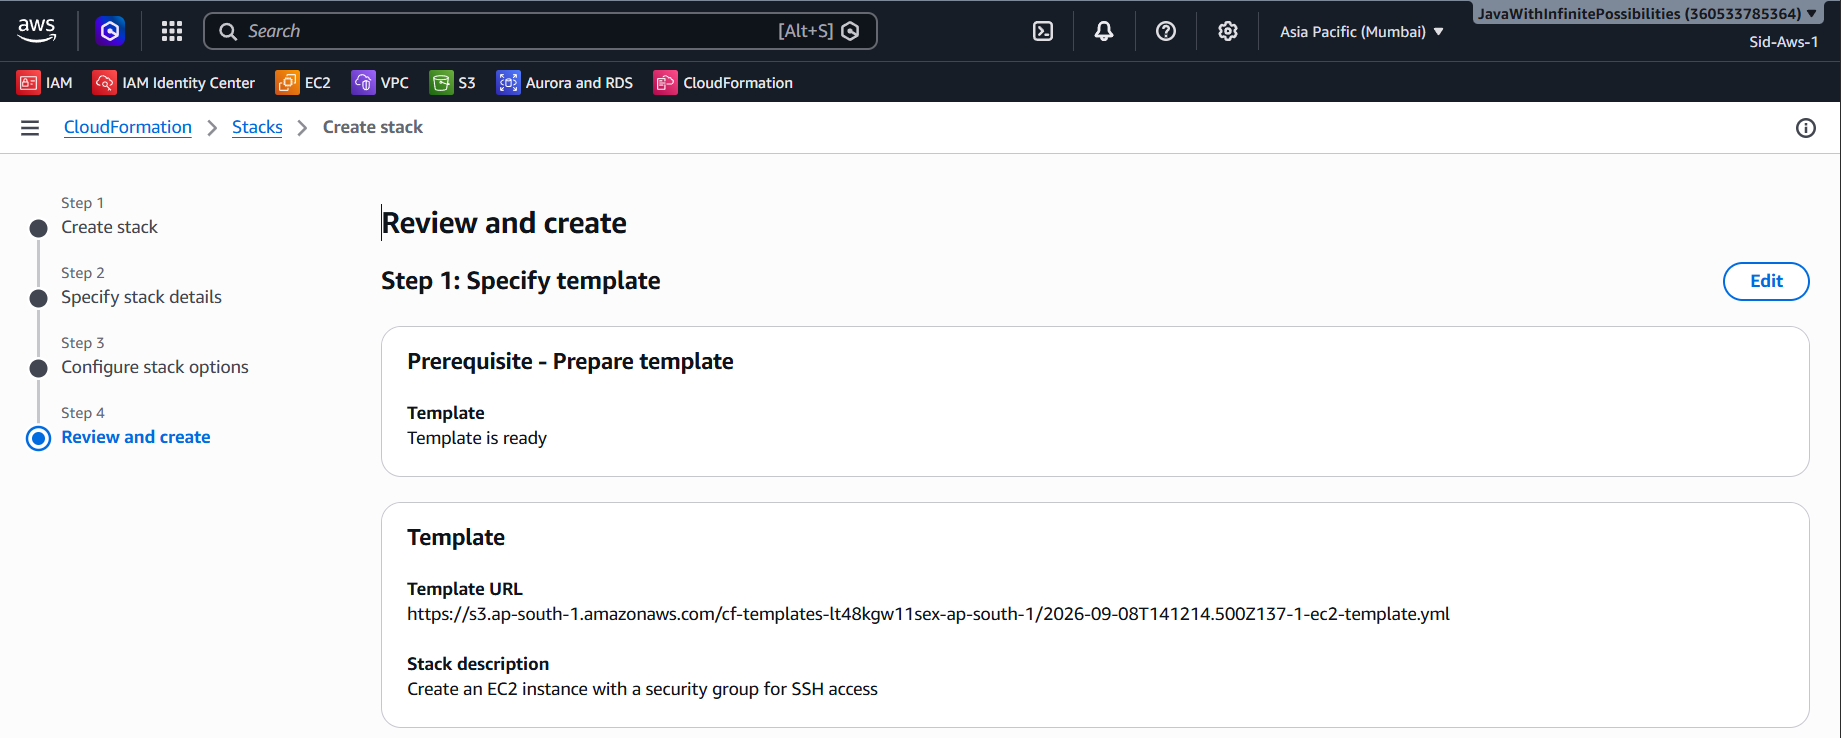 aws
Search
[Alt+S]
Asia Pacific (Mumbai)
JavaWithInfinitePossibilities (360533785364)
Sid-Aws-1
IAM
IAM Identity Center
EC2
VPC
S3
Aurora and RDS
CloudFormation
CloudFormation
Stacks
Create stack
Step 1
Create stack
Step 2
Specify stack details
Step 3
Configure stack options
Step 4
Review and create
Review and create
Step 1: Specify template
Edit
Prerequisite - Prepare template
Template
Template is ready
Template
Template URL
https://s3.ap-south-1.amazonaws.com/cf-templates-lt48kgw11sex-ap-south-1/2026-09-08T141214.500Z137-1-ec2-template.yml
Stack description
Create an EC2 instance with a security group for SSH access